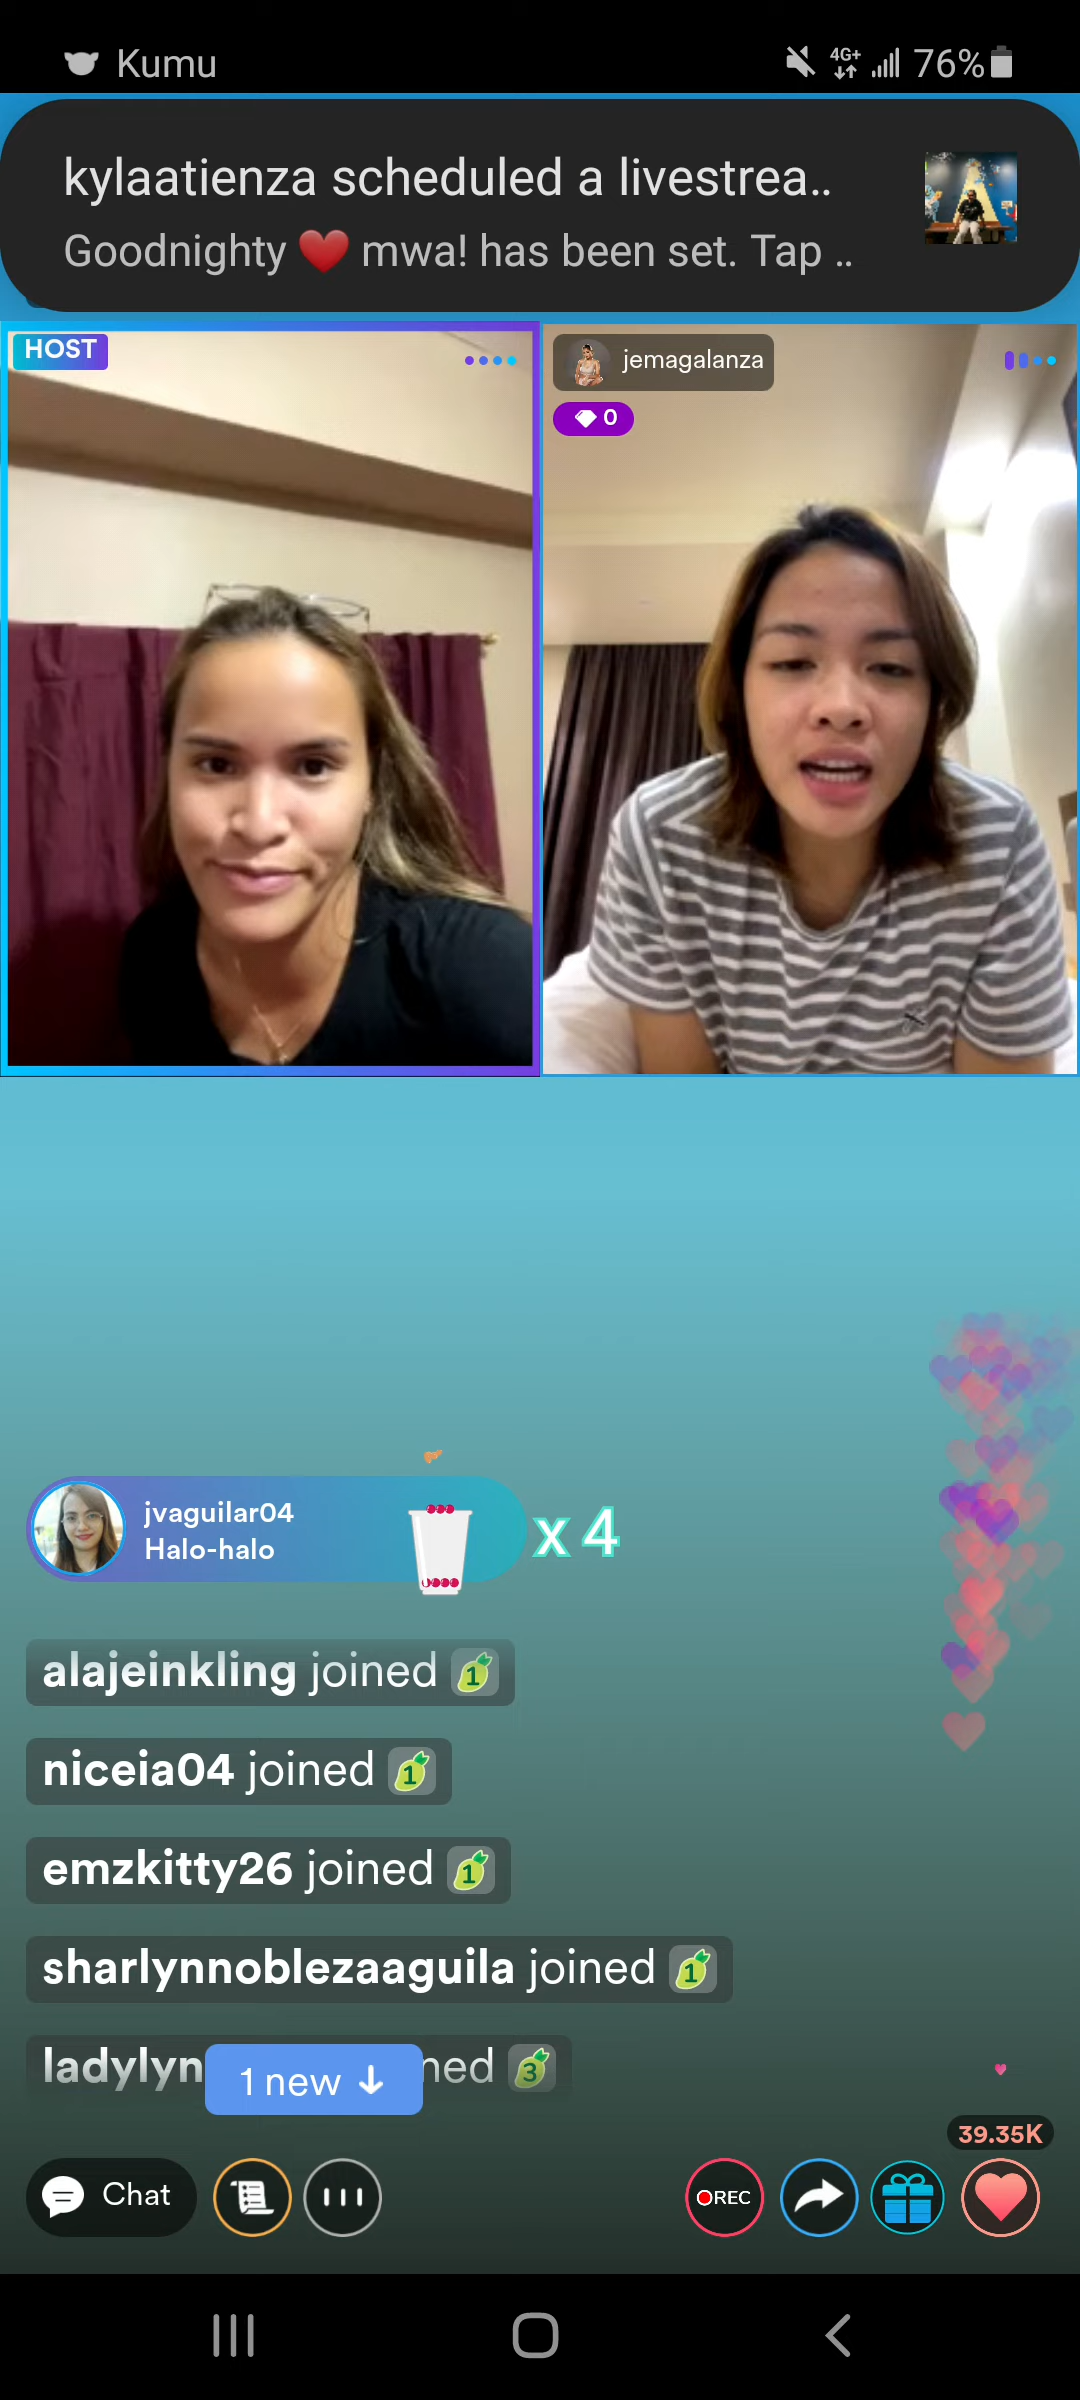 Kumu
4G+ 76%
kylaatienza scheduled a livestrea..
Goodnighty ❤️ mwa! has been set. Tap ..
HOST
jemagalanza
0
jvaguilar04
Halo-halo
x 4
alajeinkling joined 1
niceia04 joined 1
emzkitty26 joined 1
sharlynnoblezaaguila joined 1
ladylyn ned 3
1 new ↓
39.35K
Chat
REC